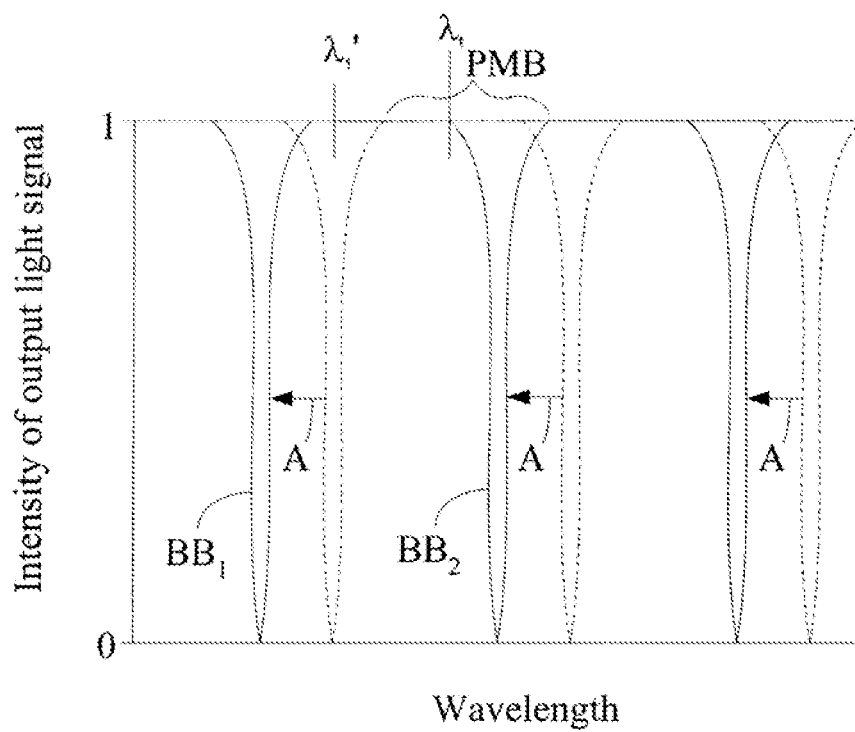 λ₁'
λ₁
PMB
Intensity of output light signal
1
A
A
A
BB₁
BB₂
0
Wavelength